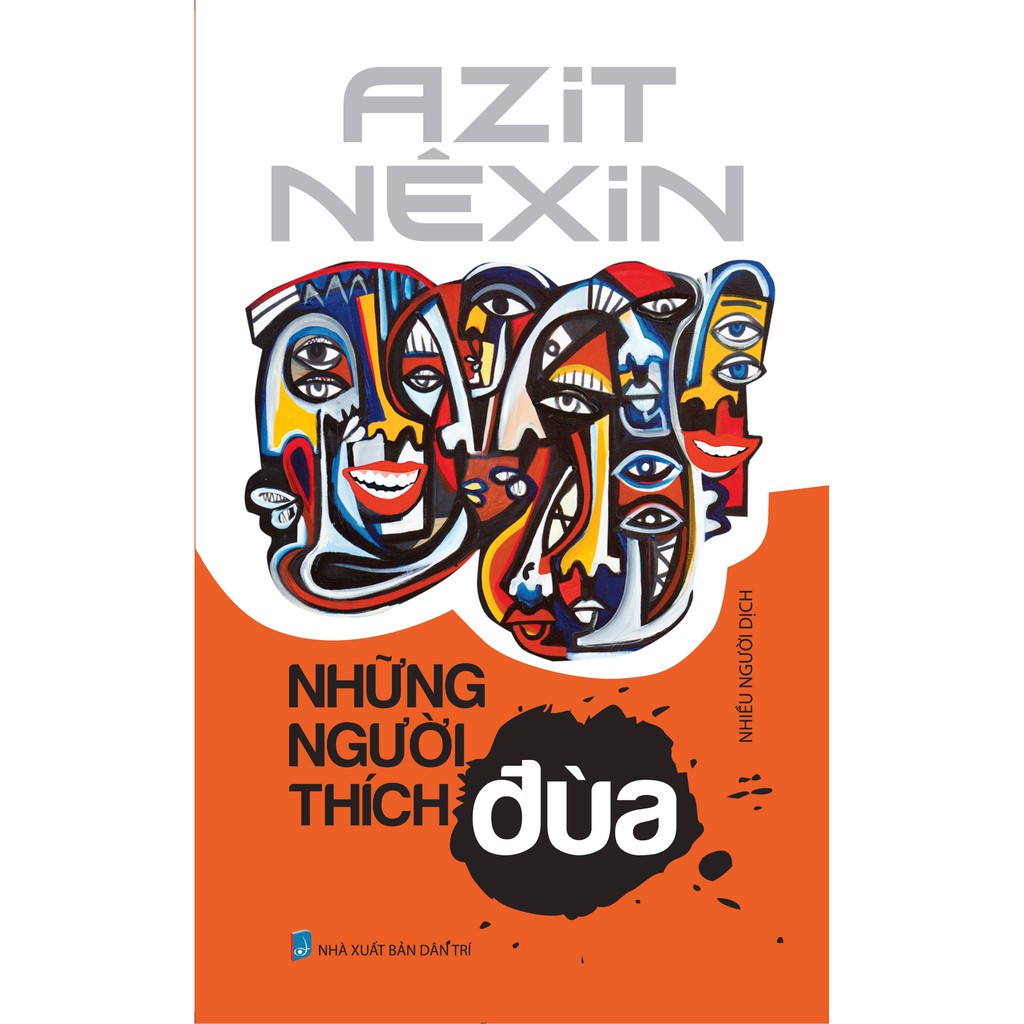 AZiT
NÊXiN
NHỮNG
NGƯỜI
THÍCH
đùa
NHIỀU NGƯỜI DỊCH
NHÀ XUẤT BẢN DÂN TRÍ